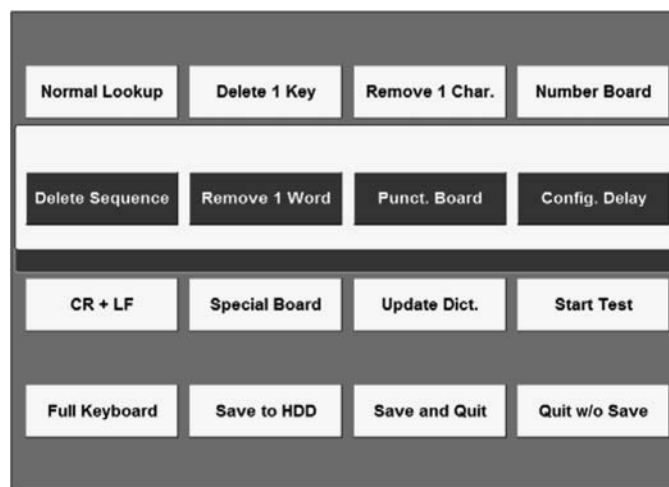 Normal Lookup Delete 1 Key Remove 1 Char. Number Board
Delete Sequence Remove 1 Word Punct. Board Config. Delay
CR + LF Special Board Update Dict. Start Test
Full Keyboard Save to HDD Save and Quit Quit w/o Save